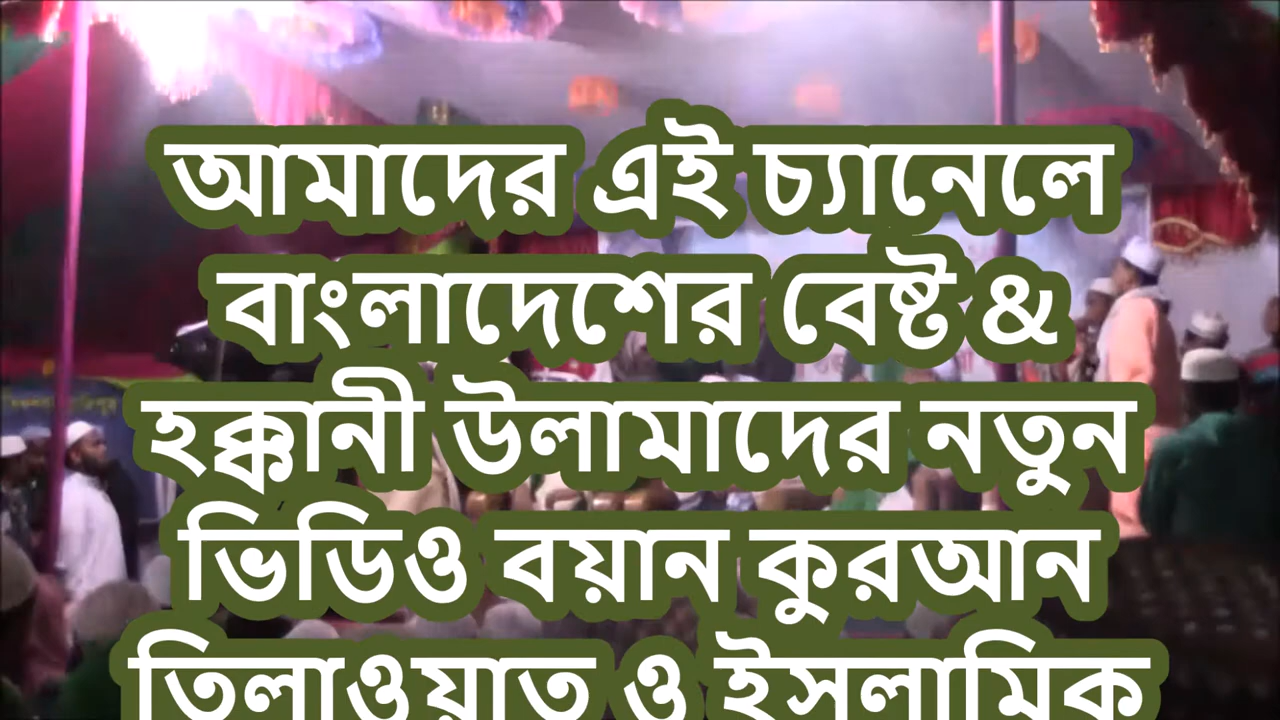 আমাদের এই চ্যানেলে
বাংলাদেশের বেষ্ট &
হক্কানী উলামাদের নতুন
ভিডিও বয়ান কুরআন
তিলাওয়াত ও ইসলামিক